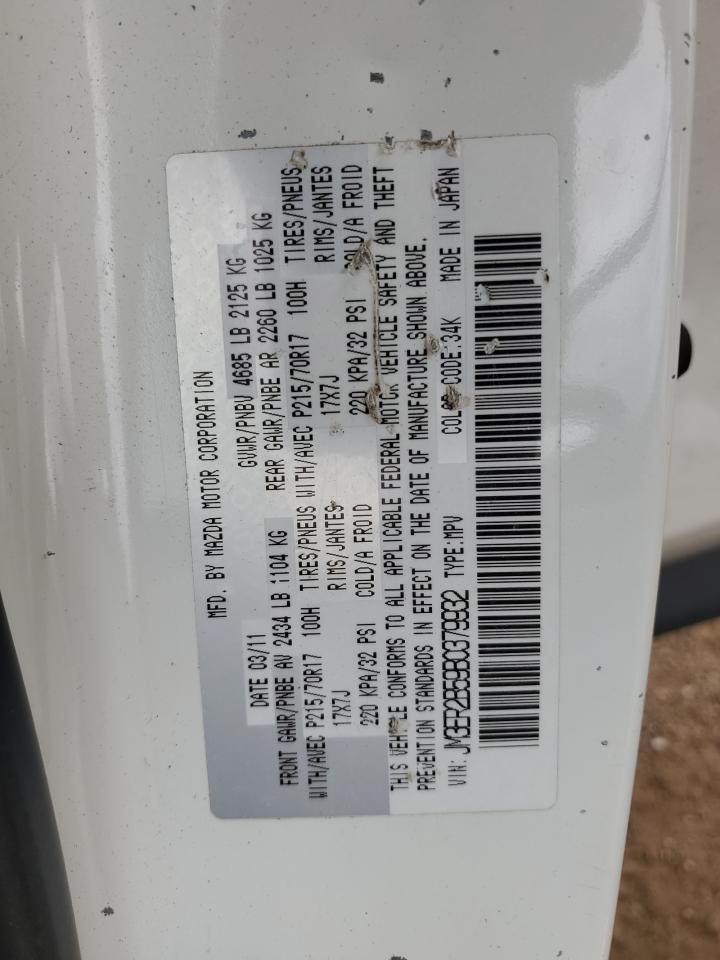 MFD. BY MAZDA MOTOR CORPORATION
DATE 03/11 GVWR/PNBV 4685 LB 2125 KG
FRONT GAWR/PNBE AV 2434 LB 1104 KG REAR GAWR/PNBE AR 2260 LB 1025 KG
WITH/AVEC P215/70R17 100H TIRES/PNEUS WITH/AVEC P215/70R17 100H TIRES/PNEUS
17X7J RIMS/JANTES 17X7J RIMS/JANTES
220 KPA/32 PSI COLD/A FROID 220 KPA/32 PSI COLD/A FROID
THIS VEHICLE CONFORMS TO ALL APPLICABLE FEDERAL MOTOR VEHICLE SAFETY AND THEFT
PREVENTION STANDARDS IN EFFECT ON THE DATE OF MANUFACTURE SHOWN ABOVE.
VIN: JM3ER2B59B0379932 TYPE:MPV COLOR CODE:34K MADE IN JAPAN